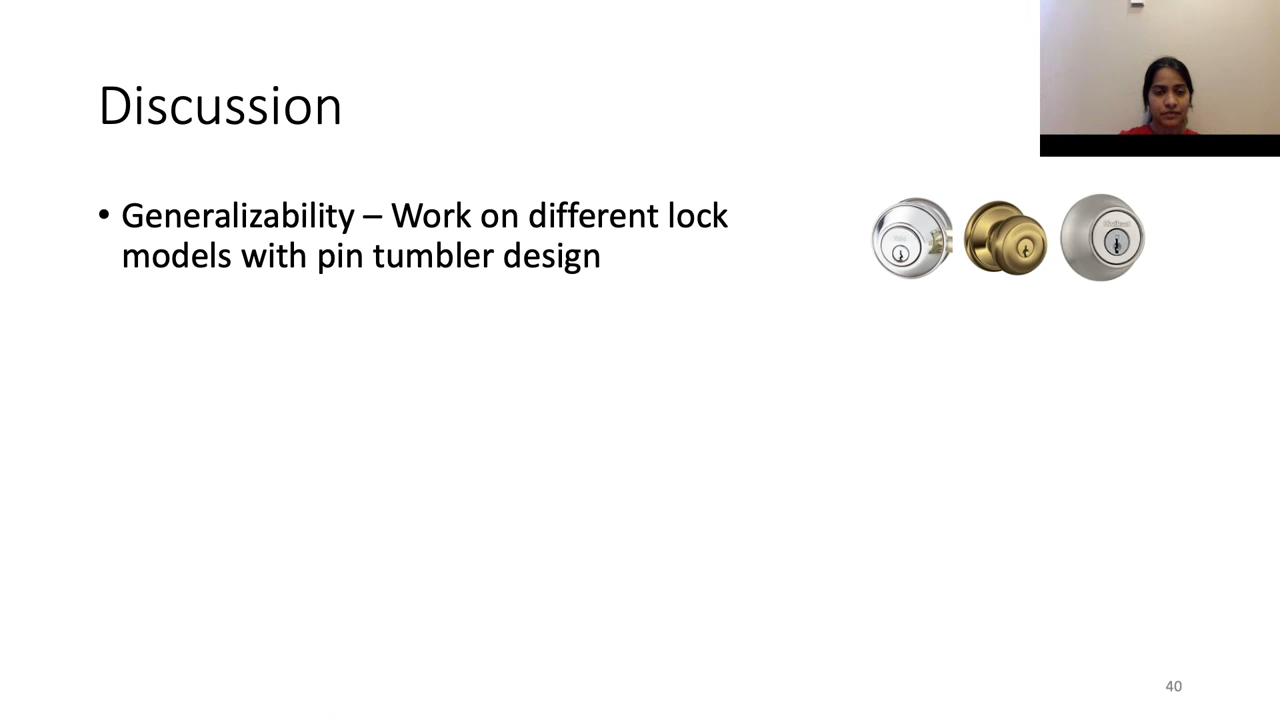 Discussion
• Generalizability – Work on different lock
models with pin tumbler design
40